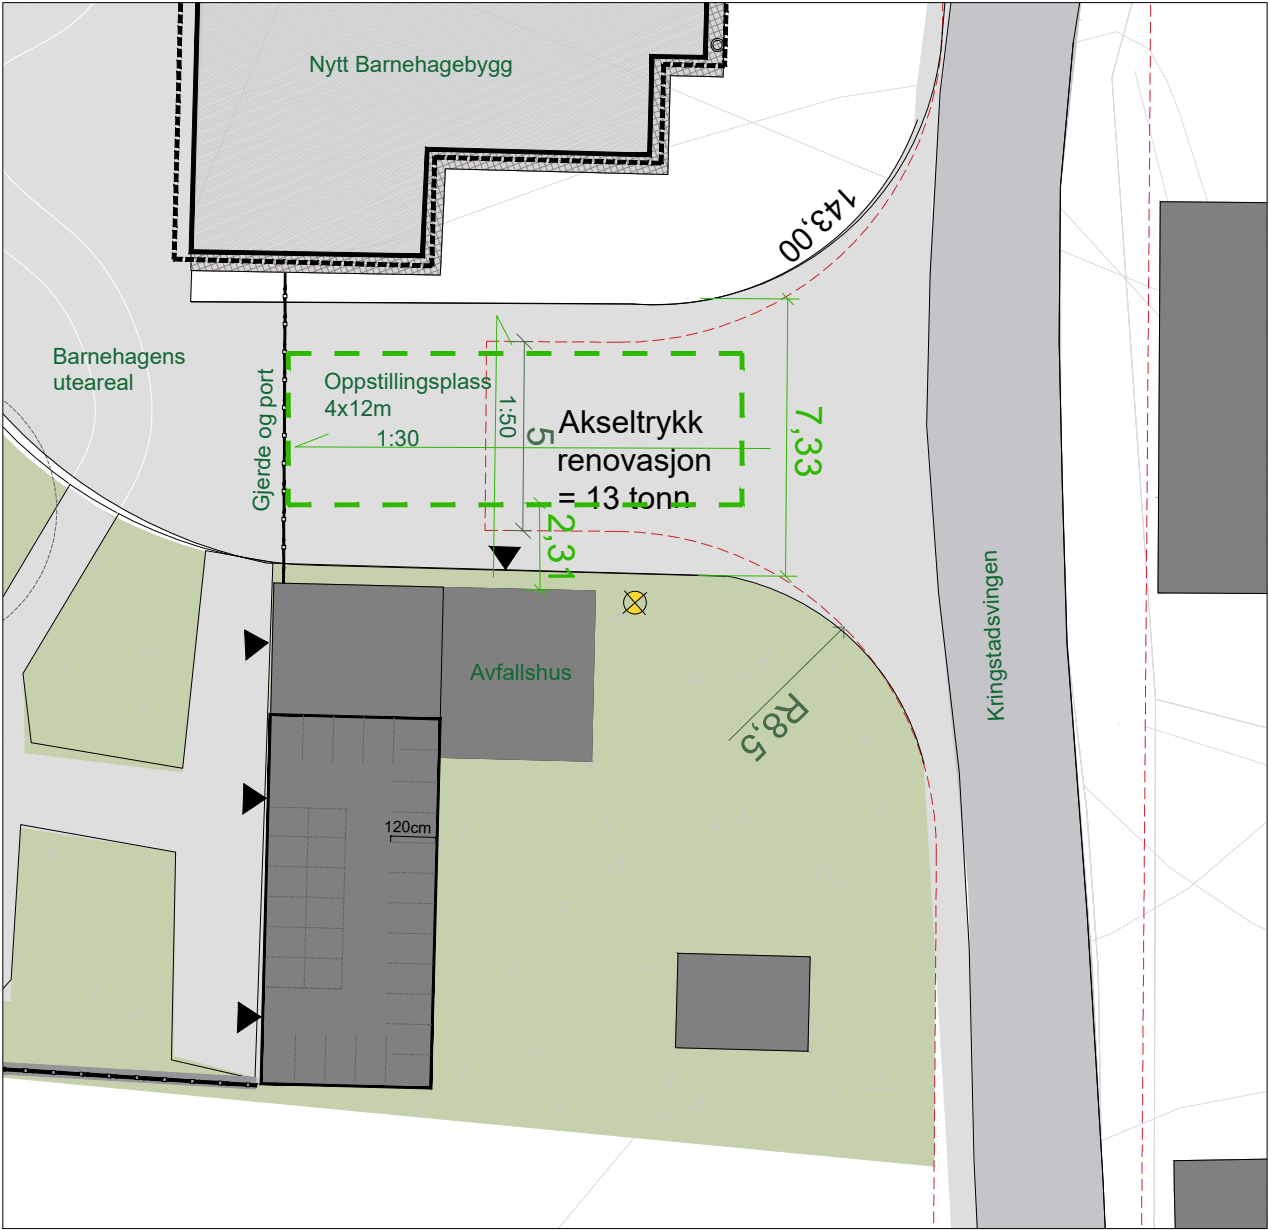 Nytt Barnehagebygg
143,00
Barnehagens
uteareal
Gjerde og port
Oppstillingsplass
4x12m
1:30
1:50
5
Akseltrykk
renovasjon
= 13 tonn
7,33
2,31
Kringstadsvingen
Avfallshus
R8,5
120cm